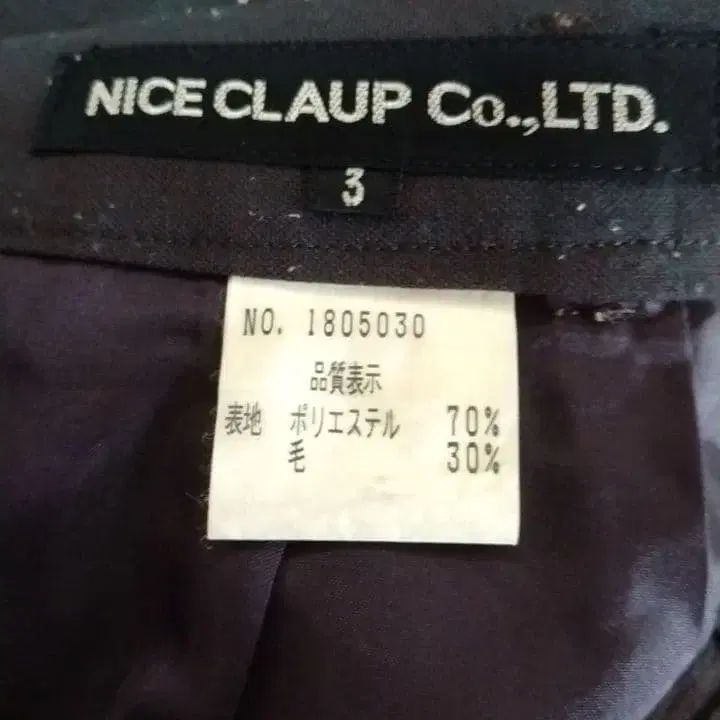 NICE CLAUP Co.,LTD.
3
NO. 1805030
品質表示
表地 ポリエステル 70%
毛 30%